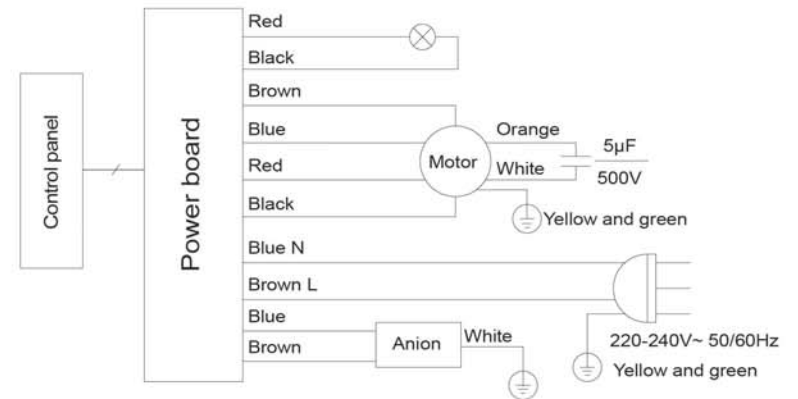 Red
Black
Brown
Blue
Red
Black
Blue N
Brown L
Blue
Brown
Control panel
Power board
Motor
Orange
White
5μF
500V
Yellow and green
Anion
White
220-240V~ 50/60Hz
Yellow and green